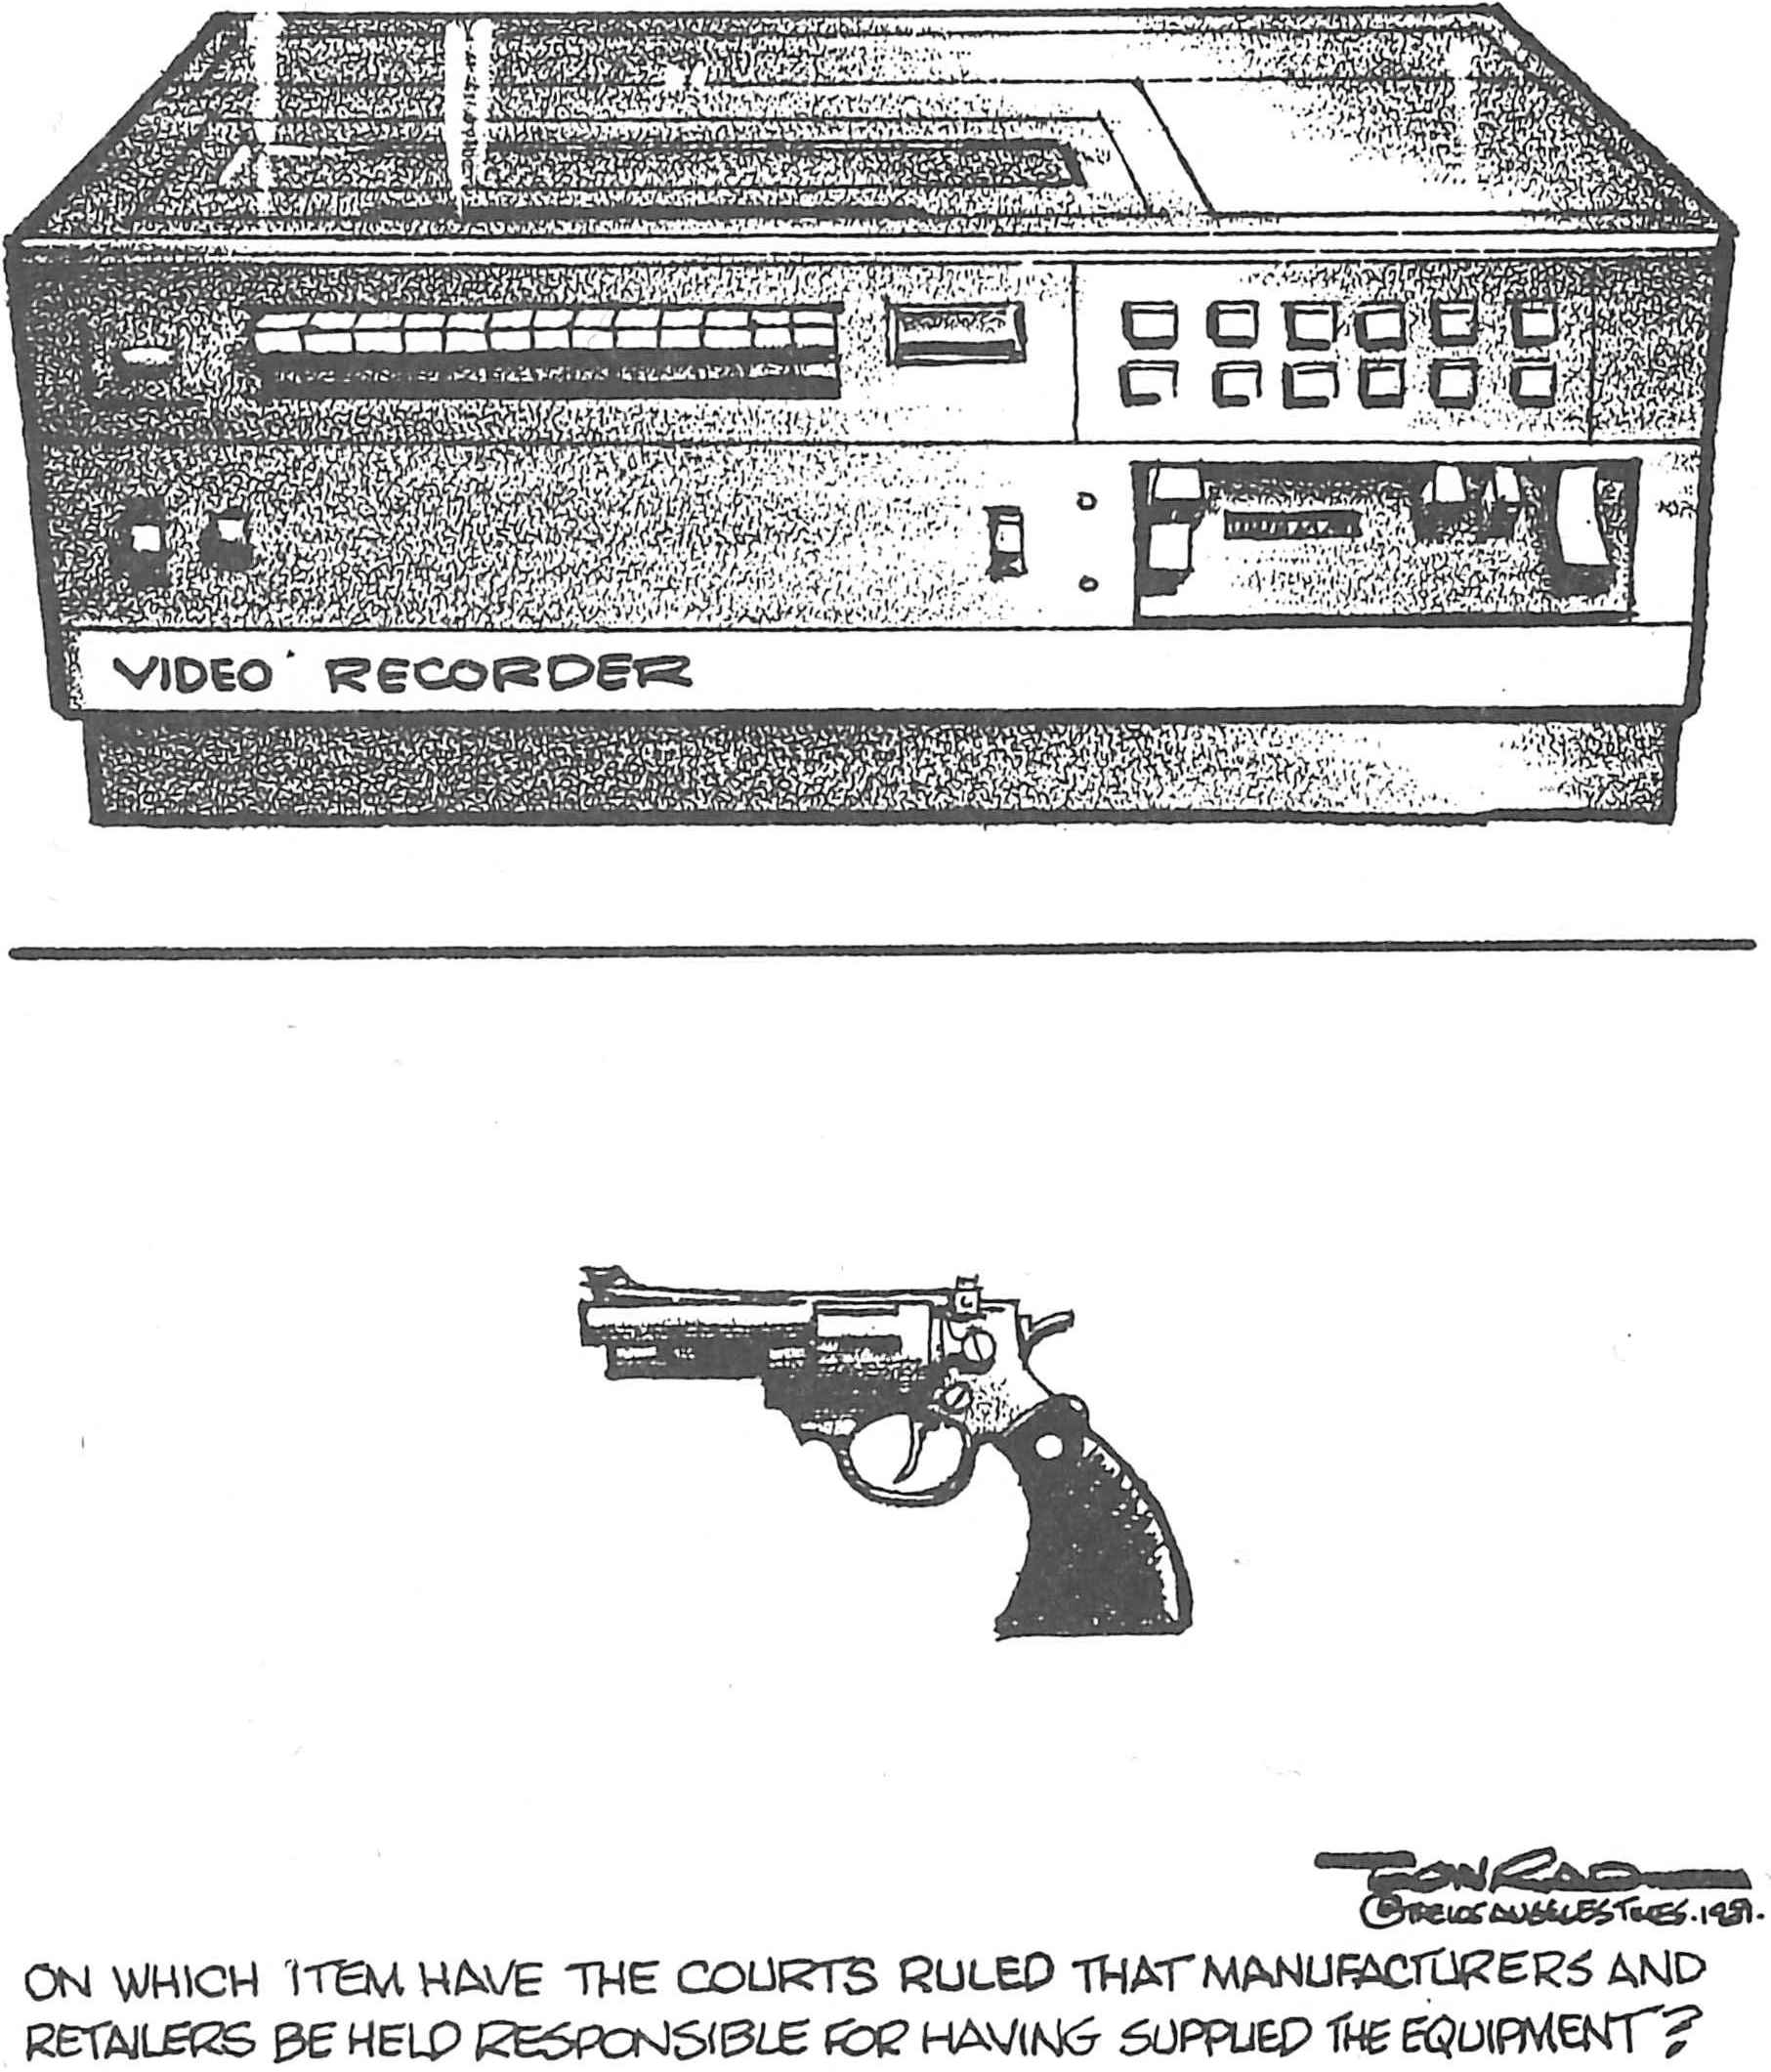 VIDEO RECORDER
CONRAD
© THE LOS ANGELES TIMES. 1981.
ON WHICH ITEM HAVE THE COURTS RULED THAT MANUFACTURERS AND
RETAILERS BE HELD RESPONSIBLE FOR HAVING SUPPLIED THE EQUIPMENT?